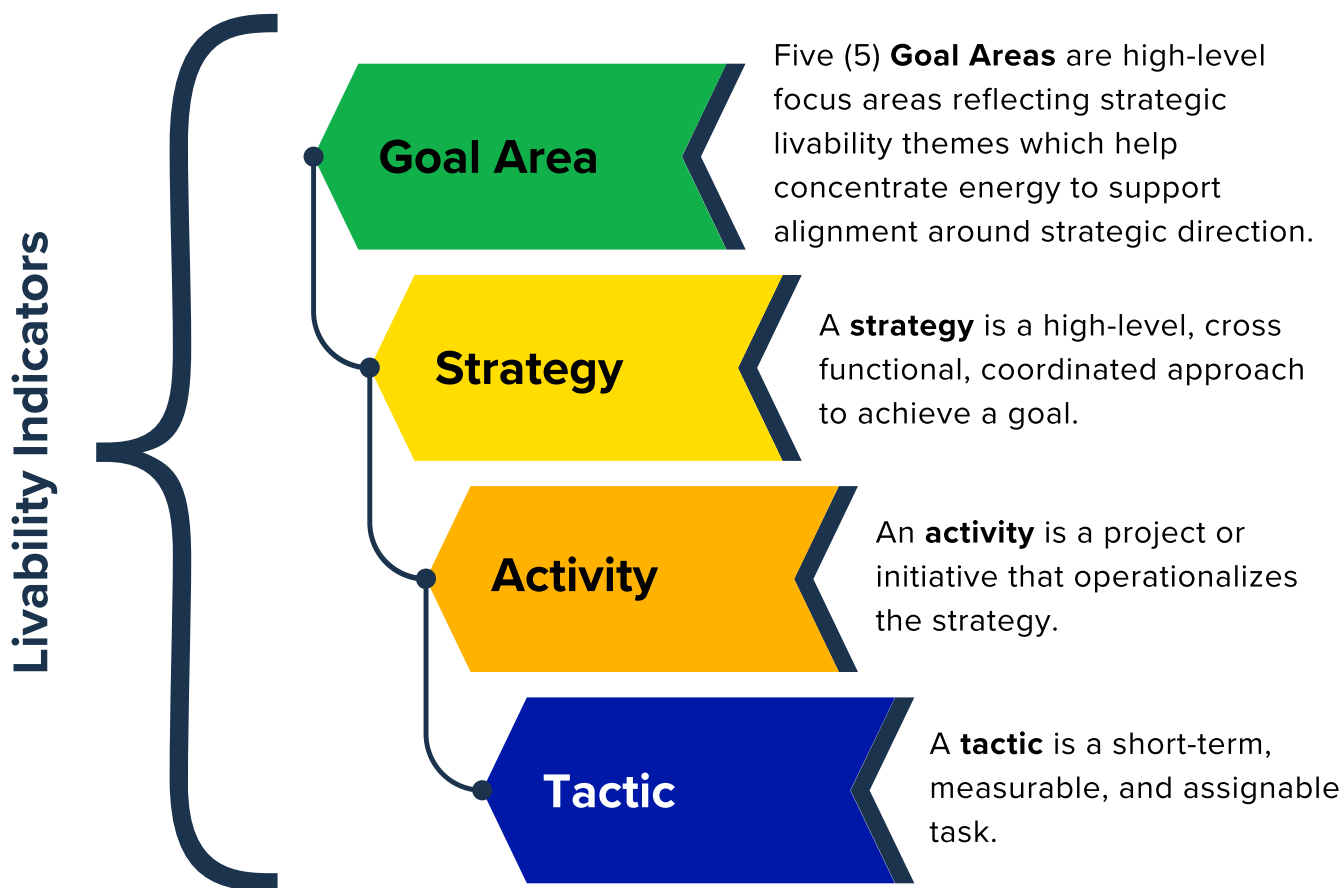 Livability Indicators
Goal Area
Five (5) Goal Areas are high-level
focus areas reflecting strategic
livability themes which help
concentrate energy to support
alignment around strategic direction.
Strategy
A strategy is a high-level, cross
functional, coordinated approach
to achieve a goal.
Activity
An activity is a project or
initiative that operationalizes
the strategy.
Tactic
A tactic is a short-term,
measurable, and assignable
task.